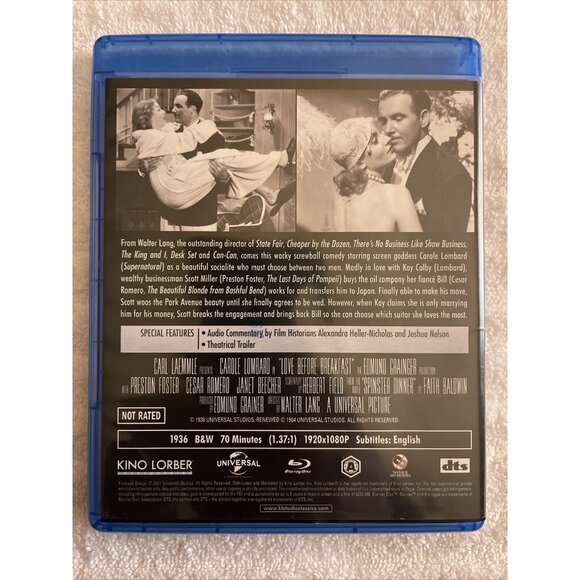 From Walter Lang, the outstanding director of State Fair, Cheaper by the Dozen, There's No Business Like Show Business,
The King and I, Desk Set and Can-Can, comes this wacky screwball comedy starring screen goddess Carole Lombard
(Supernatural) as a beautiful socialite who must choose between two men. Madly in love with Kay Colby (Lombard),
wealthy businessman Scott Miller (Preston Foster, The Last Days of Pompeii) buys the oil company her fiancé Bill (Cesar
Romero, The Beautiful Blonde from Bashful Bend) works for and transfers him to Japan. Finally able to make his move,
Scott woos the Park Avenue beauty until she finally agrees to be wed. However, when Kay claims she is only marrying
him for his money, Scott breaks the engagement and brings back Bill so she can choose which suitor she loves the most.
SPECIAL FEATURES • Audio Commentary by Film Historians Alexandra Heller-Nicholas and Joshua Nelson
• Theatrical Trailer
CARL LAEMMLE PRESENTS CAROLE LOMBARD IN "LOVE BEFORE BREAKFAST" AN EDMUND GRAINGER PRODUCTION
WITH PRESTON FOSTER CESAR ROMERO JANET BEECHER SCREENPLAY BY HERBERT FIELD FROM THE NOVEL "SPINSTER DINNER" BY FAITH BALDWIN
PRODUCED BY EDMUND GRAINER DIRECTED BY WALTER LANG A UNIVERSAL PICTURE
NOT RATED
© 1936 UNIVERSAL STUDIOS. RENEWED © 1964 UNIVERSAL STUDIOS. ALL RIGHTS RESERVED.
1936 B&W 70 Minutes (1.37:1) 1920x1080P Subtitles: English
KINO LORBER UNIVERSAL Blu-ray Disc A dts
www.klstudioclassics.com